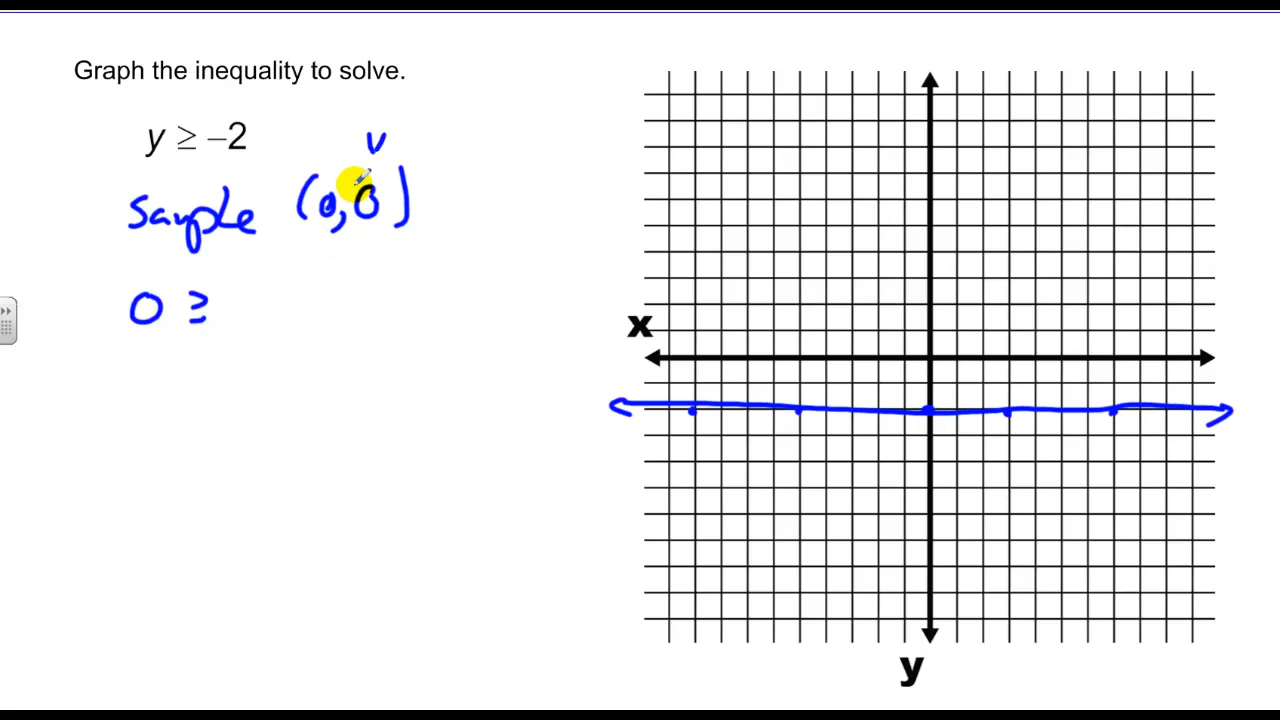 Graph the inequality to solve.
y ≥ –2
Sample (0,0)
0 ≥
x
y